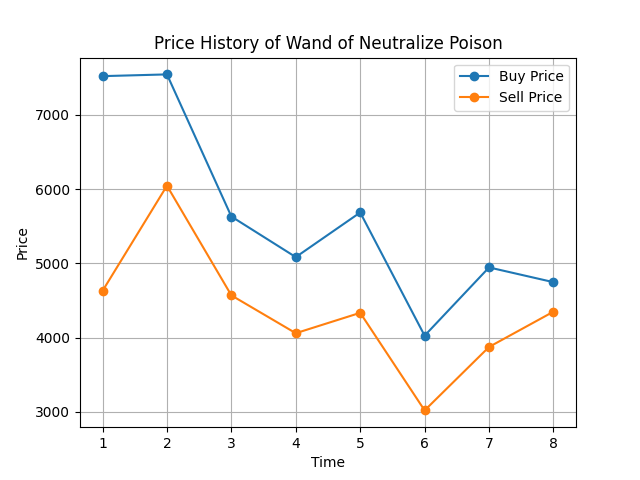 Price History of Wand of Neutralize Poison
Buy Price
Sell Price
7000
6000
5000
4000
3000
Price
1 2 3 4 5 6 7 8
Time